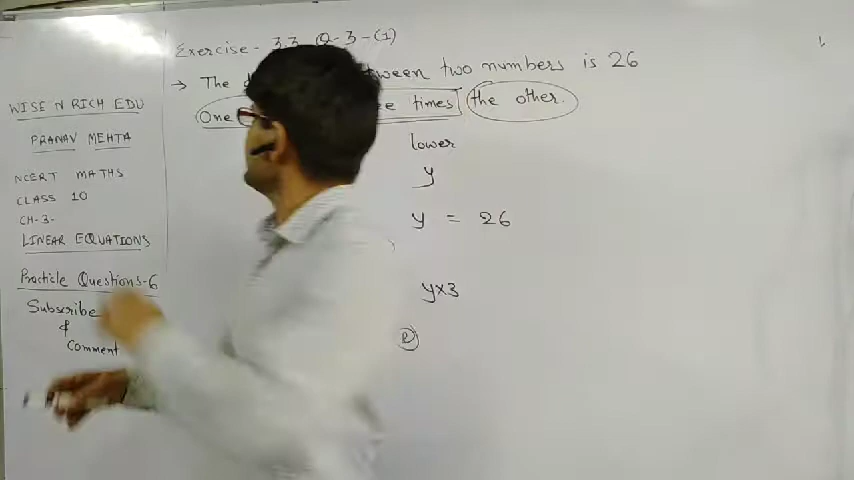 Exercise - 3.3 Q-3-(1)
→ The between two numbers is 26
One times the other.
lower
y
y = 26
y×3
2
WISE N RICH EDU
PRANAV MEHTA
NCERT MATHS
CLASS 10
CH-3-
LINEAR EQUATIONS
Practicle Questions-6
Subscribe
&
Comment